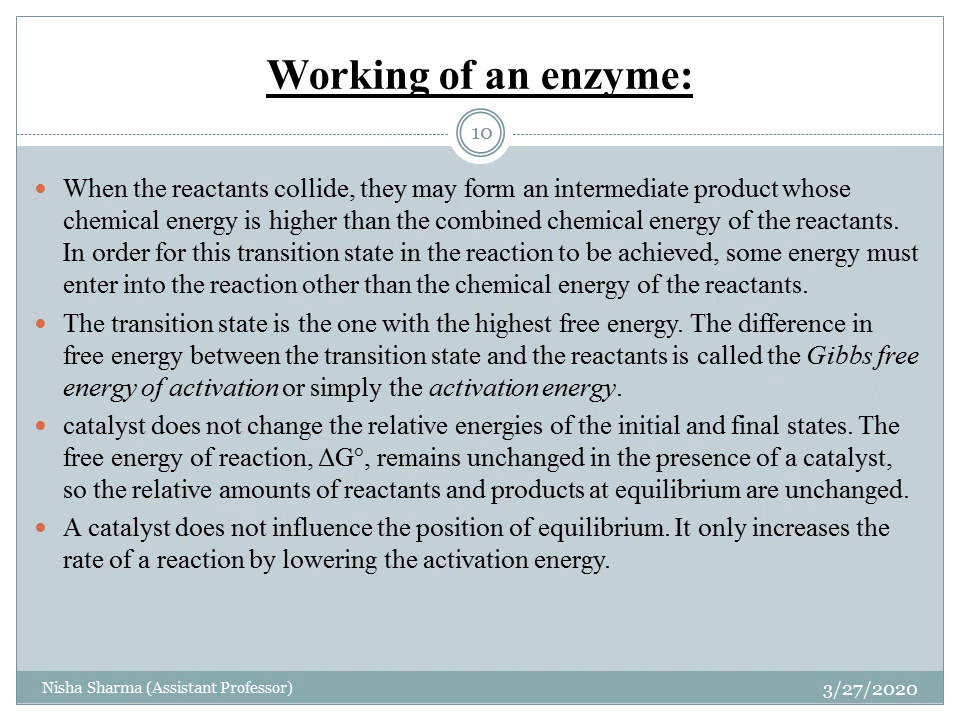 Working of an enzyme:
10
• When the reactants collide, they may form an intermediate product whose
chemical energy is higher than the combined chemical energy of the reactants.
In order for this transition state in the reaction to be achieved, some energy must
enter into the reaction other than the chemical energy of the reactants.
• The transition state is the one with the highest free energy. The difference in
free energy between the transition state and the reactants is called the Gibbs free
energy of activation or simply the activation energy.
• catalyst does not change the relative energies of the initial and final states. The
free energy of reaction, ΔG°, remains unchanged in the presence of a catalyst,
so the relative amounts of reactants and products at equilibrium are unchanged.
• A catalyst does not influence the position of equilibrium. It only increases the
rate of a reaction by lowering the activation energy.
Nisha Sharma (Assistant Professor)
3/27/2020